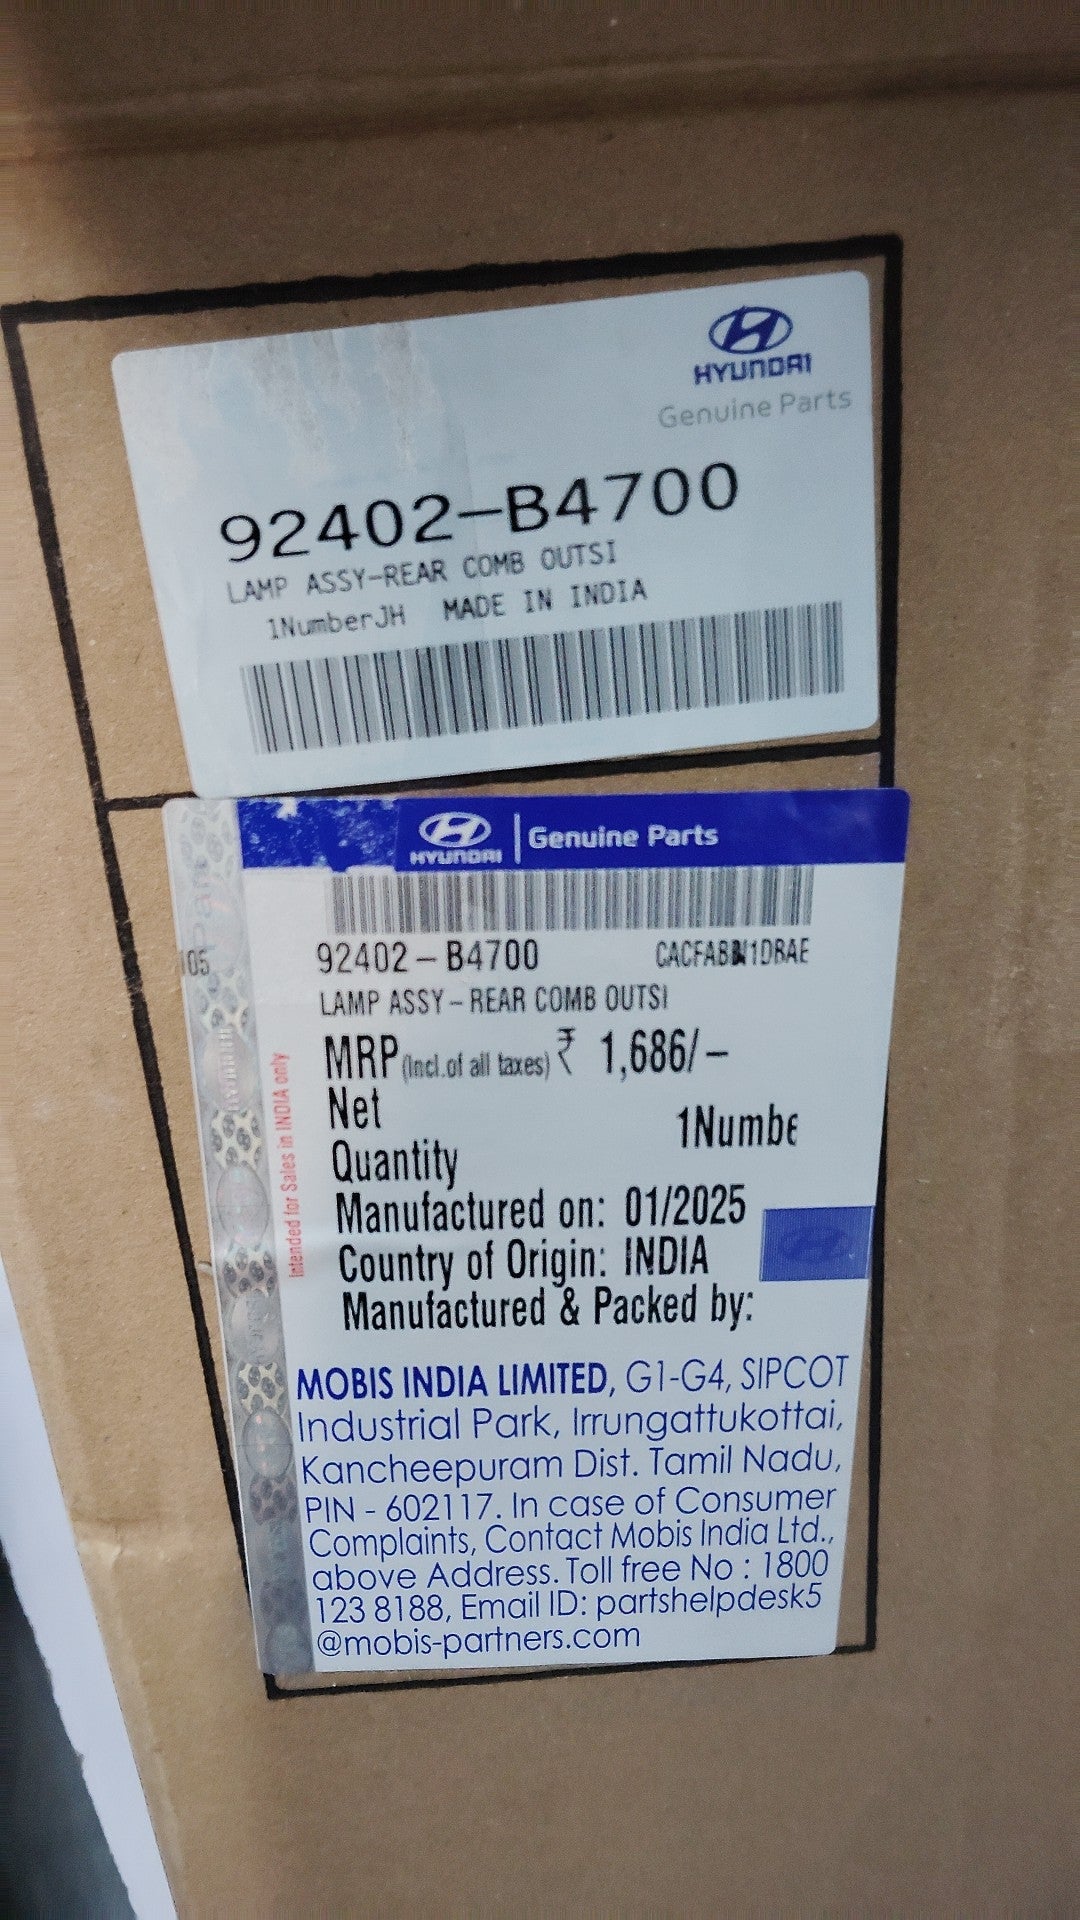 HYUNDAI
Genuine Parts
92402-B4700
LAMP ASSY-REAR COMB OUTSI
1NumberJH MADE IN INDIA
HYUNDAI | Genuine Parts
105
92402-B4700
LAMP ASSY-REAR COMB OUTSI
MRP(Incl.of all taxes) ₹ 1,686/-
Net
Quantity 1Numbe
Manufactured on: 01/2025
Country of Origin: INDIA
Manufactured & Packed by:
Intended for Sales in INDIA only
MOBIS INDIA LIMITED, G1-G4, SIPCOT
Industrial Park, Irrungattukottai,
Kancheepuram Dist. Tamil Nadu,
PIN - 602117. In case of Consumer
Complaints, Contact Mobis India Ltd.,
above Address. Toll free No : 1800
123 8188, Email ID: partshelpdesk5
@mobis-partners.com